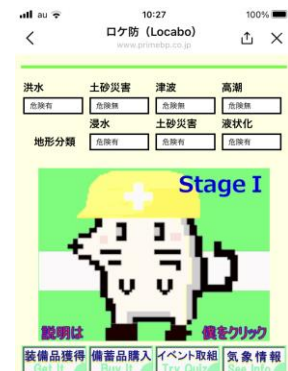 au 10:27 100%
ロケ防 (Locabo)
www.primebp.co.jp
洪水 土砂災害 津波 高潮
危険有 危険無 危険無 危険無
浸水 土砂災害 液状化
地形分類 危険有 危険無 危険有
Stage I
説明は 僕をクリック
装備品獲得 備蓄品購入 イベント取組 気象情報
Get It Buy it Try Quiz See Info